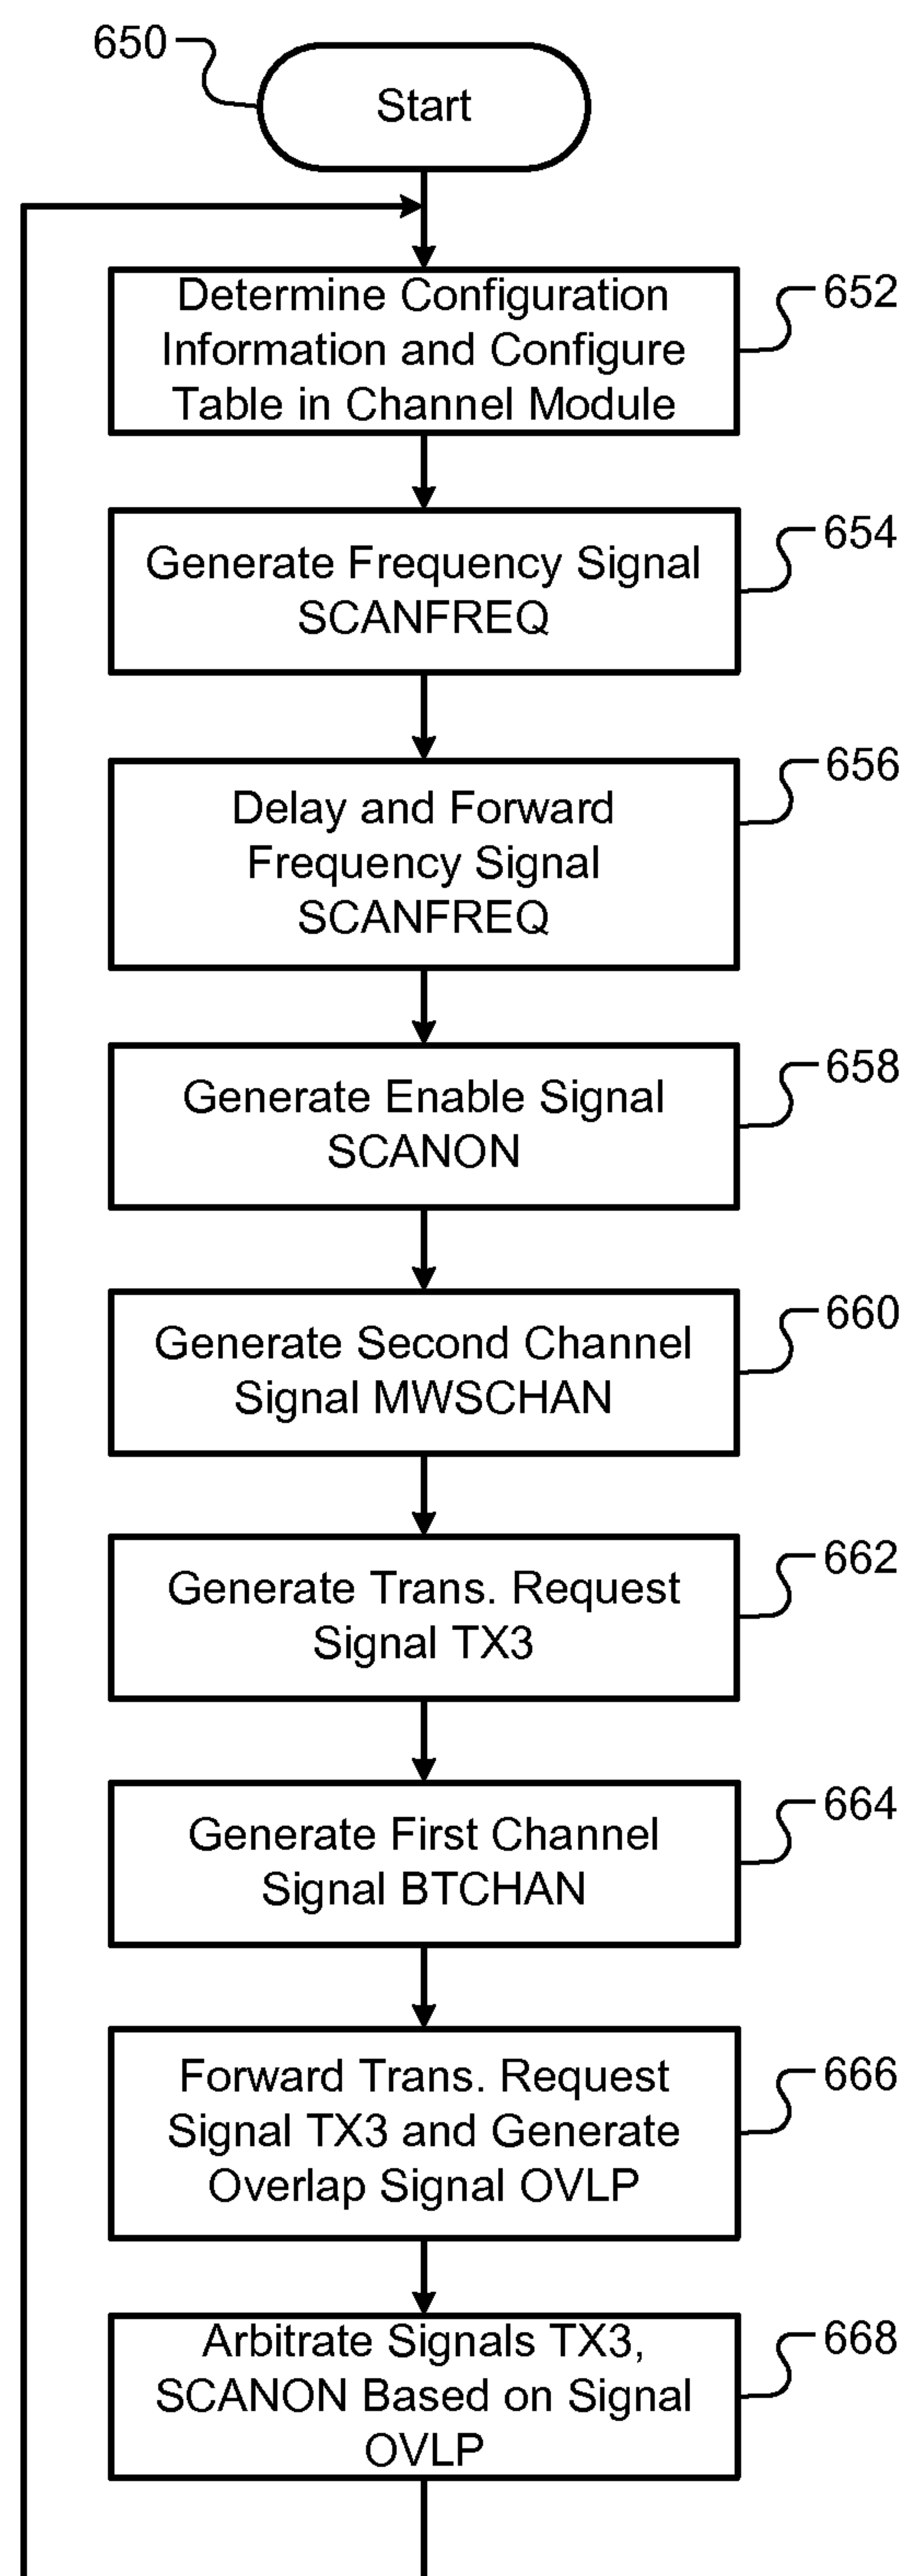 650
Start
Determine Configuration
Information and Configure
Table in Channel Module
652
Generate Frequency Signal
SCANFREQ
654
Delay and Forward
Frequency Signal
SCANFREQ
656
Generate Enable Signal
SCANON
658
Generate Second Channel
Signal MWSCHAN
660
Generate Trans. Request
Signal TX3
662
Generate First Channel
Signal BTCHAN
664
Forward Trans. Request
Signal TX3 and Generate
Overlap Signal OVLP
666
Arbitrate Signals TX3,
SCANON Based on Signal
OVLP
668